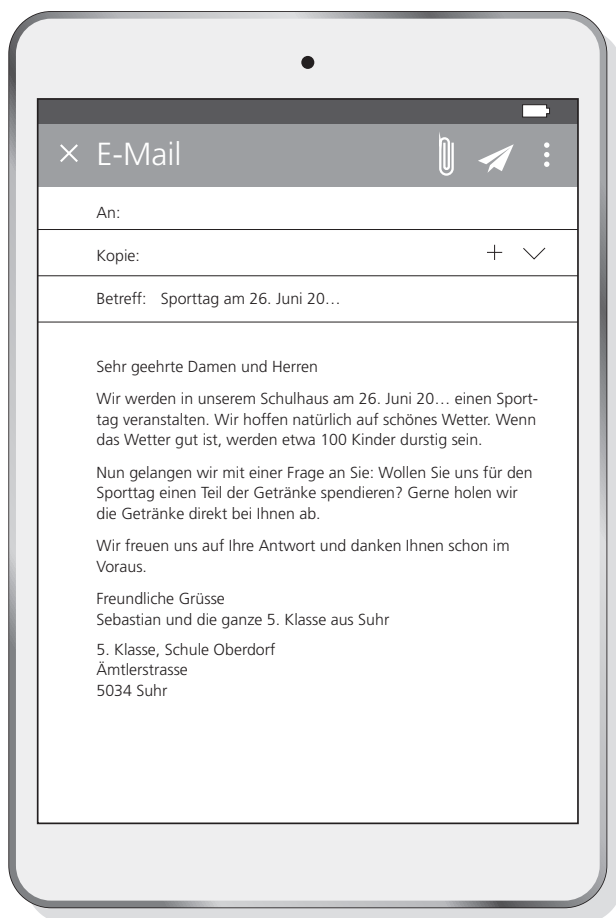 E-Mail
An:
Kopie:
Betreff: Sporttag am 26. Juni 20…
Sehr geehrte Damen und Herren
Wir werden in unserem Schulhaus am 26. Juni 20… einen Sport-
tag veranstalten. Wir hoffen natürlich auf schönes Wetter. Wenn
das Wetter gut ist, werden etwa 100 Kinder durstig sein.
Nun gelangen wir mit einer Frage an Sie: Wollen Sie uns für den
Sporttag einen Teil der Getränke spendieren? Gerne holen wir
die Getränke direkt bei Ihnen ab.
Wir freuen uns auf Ihre Antwort und danken Ihnen schon im
Voraus.
Freundliche Grüsse
Sebastian und die ganze 5. Klasse aus Suhr
5. Klasse, Schule Oberdorf
Ämtlerstrasse
5034 Suhr